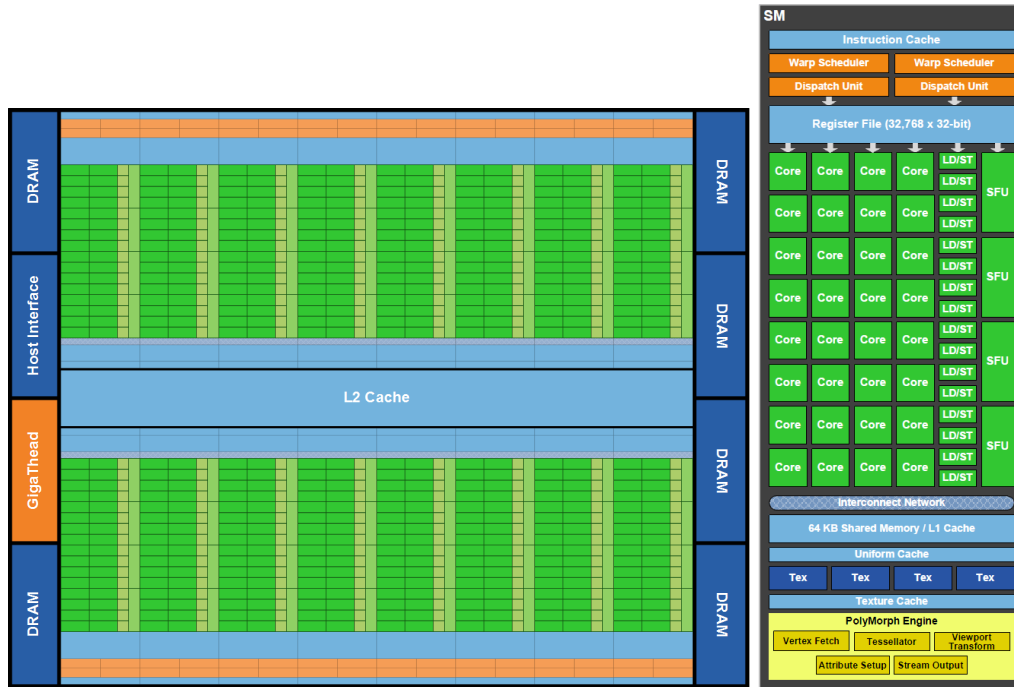 DRAM
Host Interface
GigaThead
DRAM
L2 Cache
DRAM
DRAM
DRAM
DRAM
SM
Instruction Cache
Warp Scheduler Warp Scheduler
Dispatch Unit Dispatch Unit
Register File (32,768 x 32-bit)
Core Core Core Core LD/ST LD/ST SFU
Core Core Core Core LD/ST LD/ST
Core Core Core Core LD/ST LD/ST SFU
Core Core Core Core LD/ST LD/ST
Core Core Core Core LD/ST LD/ST SFU
Core Core Core Core LD/ST LD/ST
Core Core Core Core LD/ST LD/ST SFU
Core Core Core Core LD/ST LD/ST
Interconnect Network
64 KB Shared Memory / L1 Cache
Uniform Cache
Tex Tex Tex Tex
Texture Cache
PolyMorph Engine
Vertex Fetch Tessellator Viewport Transform
Attribute Setup Stream Output